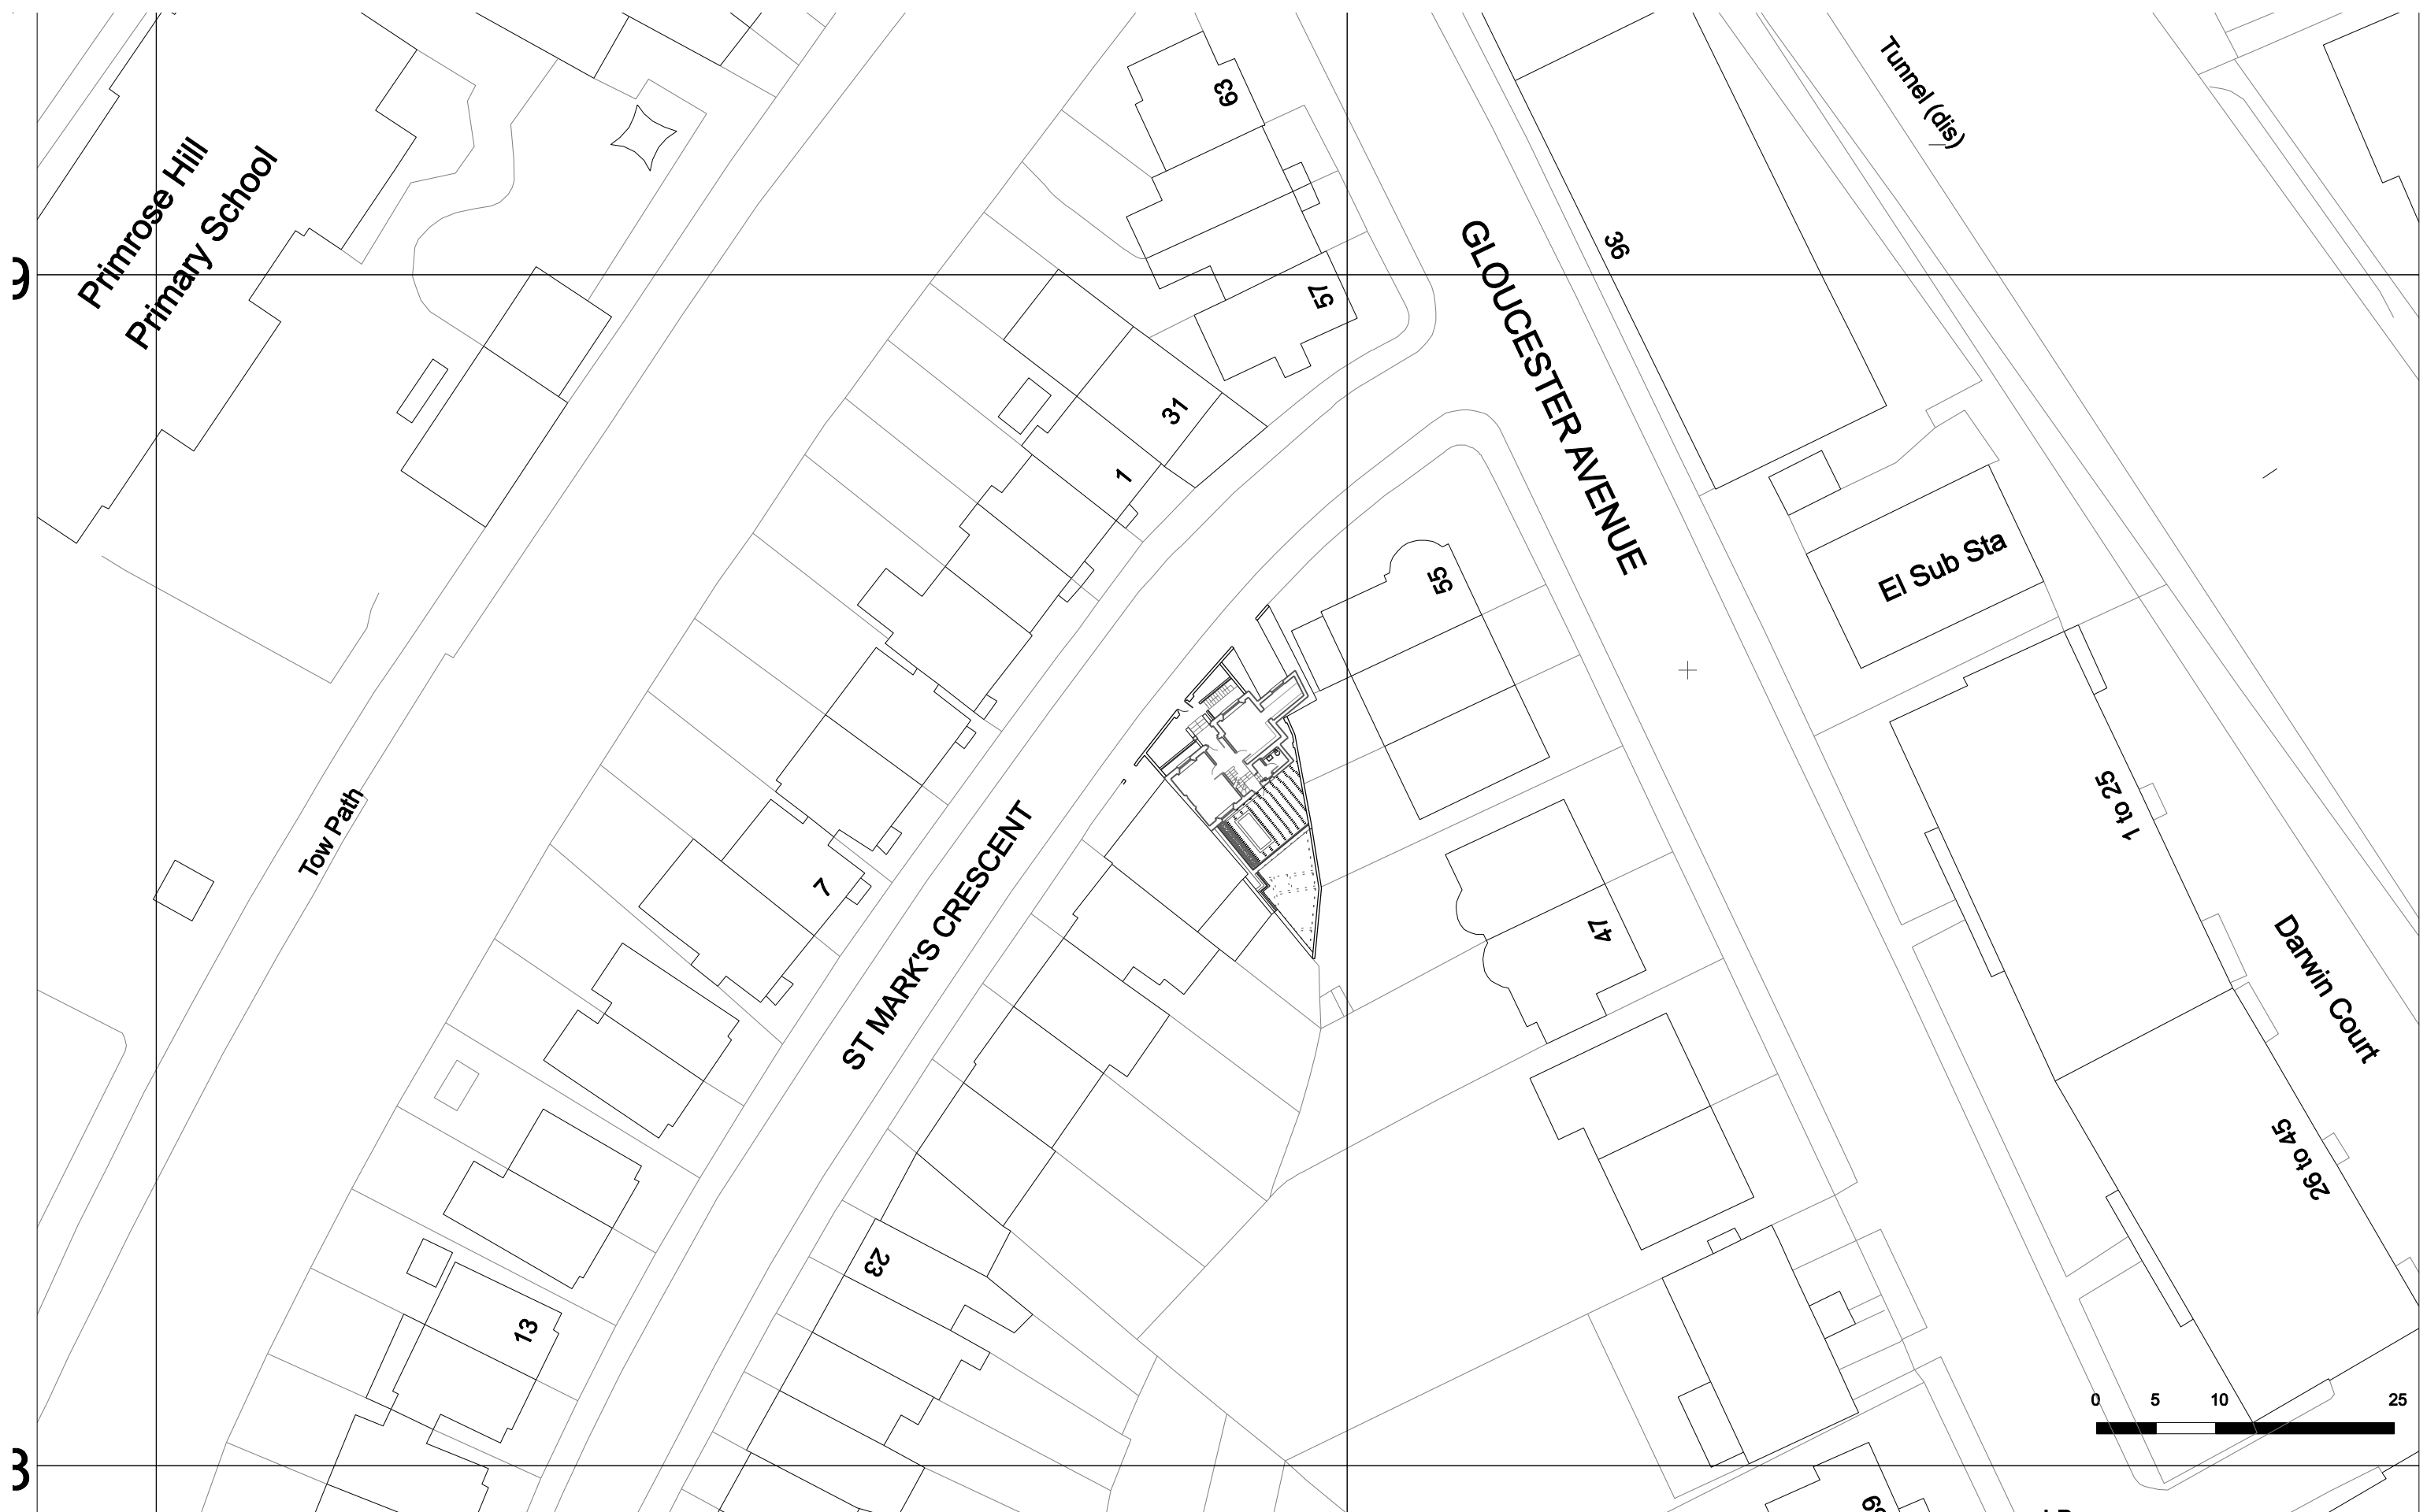 Tunnel (dis)
63
Primrose Hill
Primary School
36
GLOUCESTER AVENUE
9
57
31
1
El Sub Sta
55
1 to 25
Tow Path
7
ST MARK'S CRESCENT
47
Darwin Court
26 to 45
23
13
0 5 10 25
3